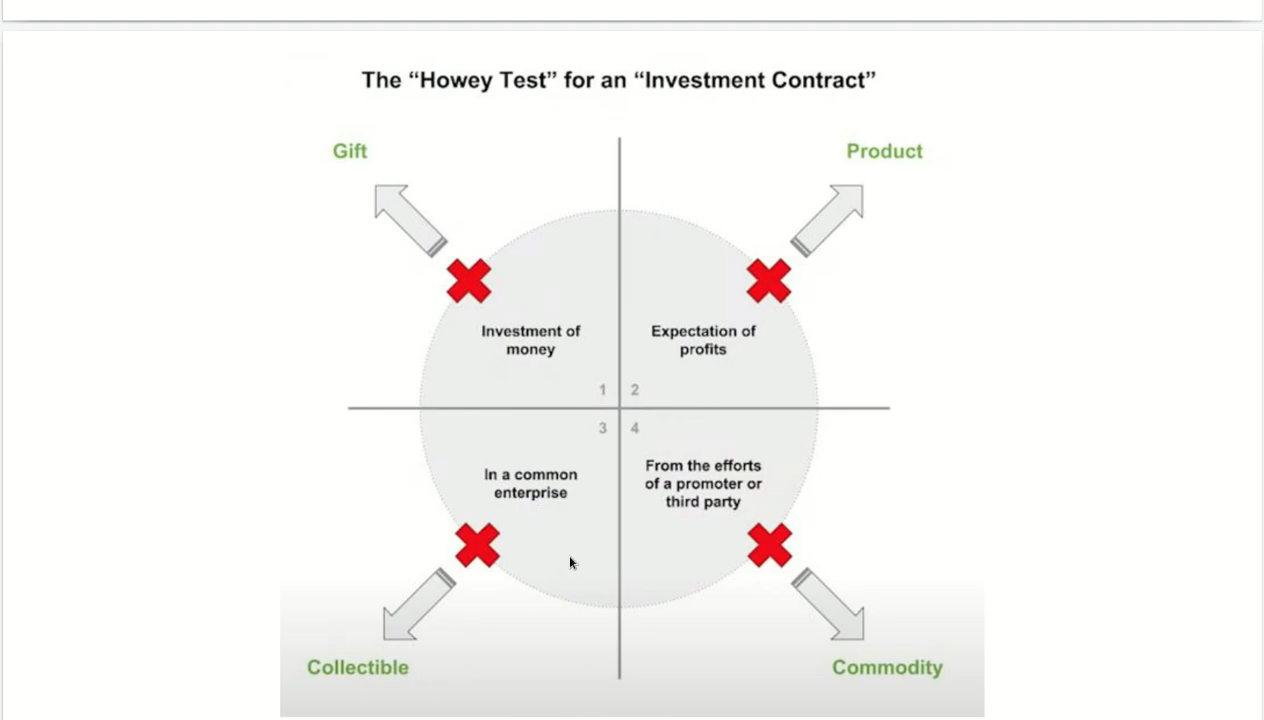 The “Howey Test” for an “Investment Contract”
Gift
Product
Investment of
money
Expectation of
profits
1
2
3
4
In a common
enterprise
From the efforts
of a promoter or
third party
Collectible
Commodity